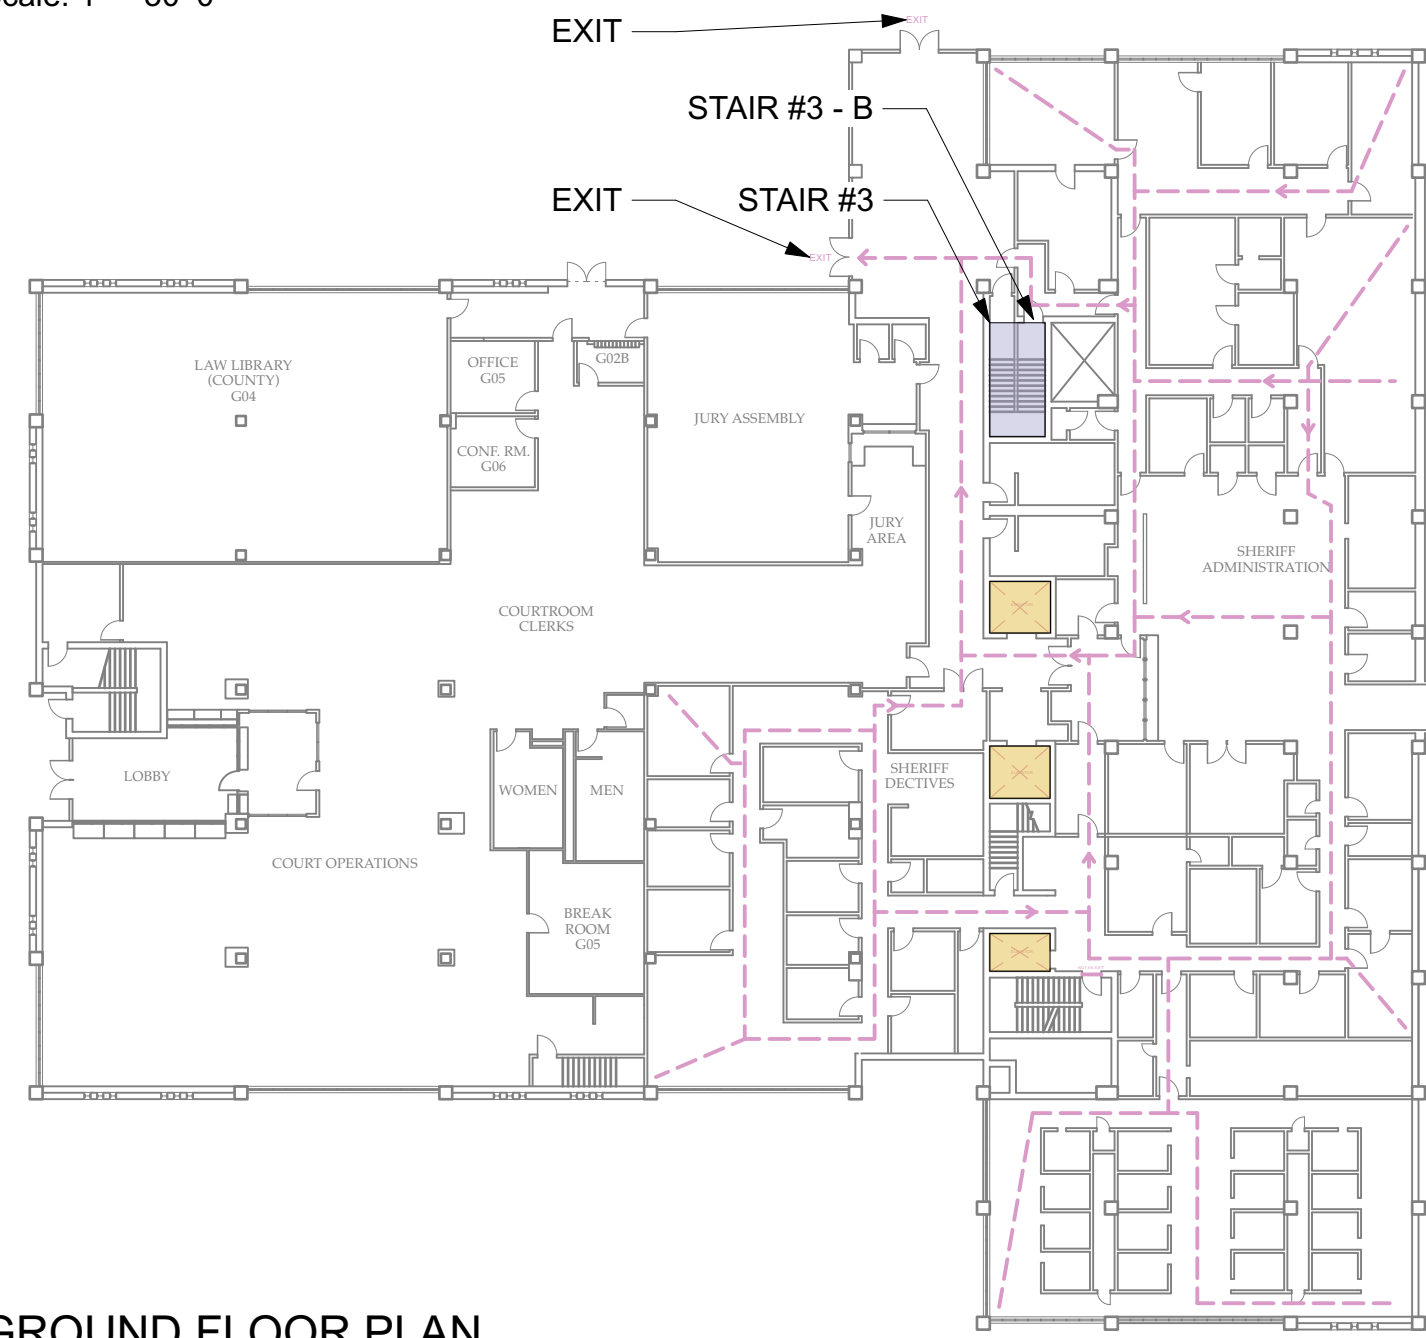 EXIT
EXIT
STAIR #3 - B
EXIT
STAIR #3
EXIT
LAW LIBRARY
(COUNTY)
G04
OFFICE
G05
G02B
CONF. RM.
G06
JURY ASSEMBLY
JURY
AREA
SHERIFF
ADMINISTRATION
COURTROOM
CLERKS
LOBBY
WOMEN
MEN
SHERIFF
DECTIVES
COURT OPERATIONS
BREAK
ROOM
G05
GROUND FLOOR PLAN